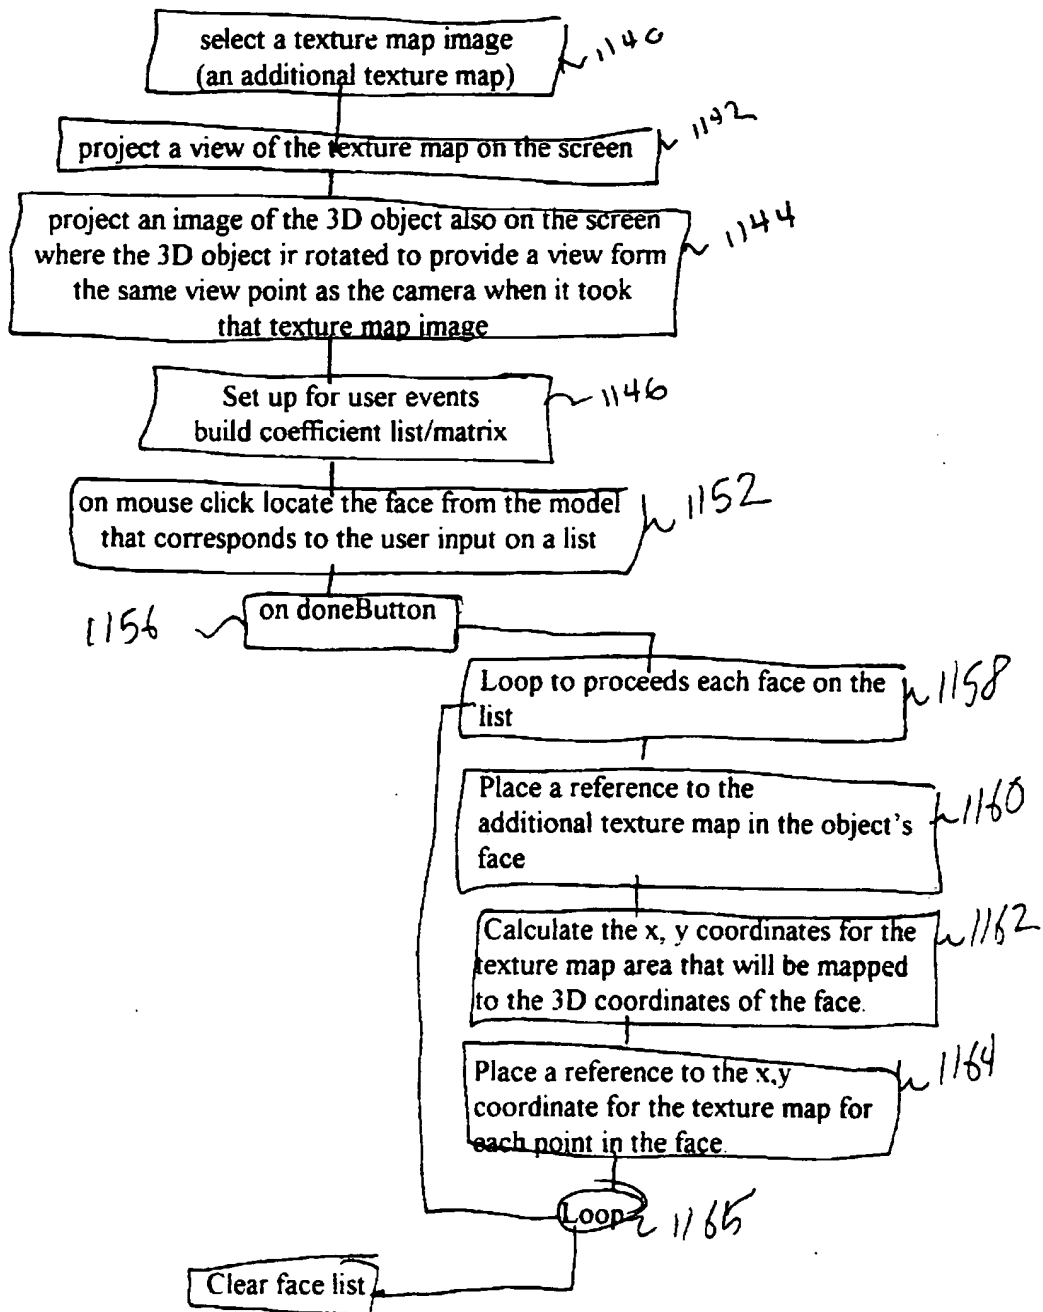 select a texture map image
(an additional texture map)
1140
project a view of the texture map on the screen
1142
project an image of the 3D object also on the screen
where the 3D object ir rotated to provide a view form
the same view point as the camera when it took
that texture map image
1144
Set up for user events
build coefficient list/matrix
1146
on mouse click locate the face from the model
that corresponds to the user input on a list
1152
on doneButton
1156
Loop to proceeds each face on the
list
1158
Place a reference to the
additional texture map in the object's
face
1160
Calculate the x, y coordinates for the
texture map area that will be mapped
to the 3D coordinates of the face.
1162
Place a reference to the x,y
coordinate for the texture map for
each point in the face.
1164
Loop
1165
Clear face list